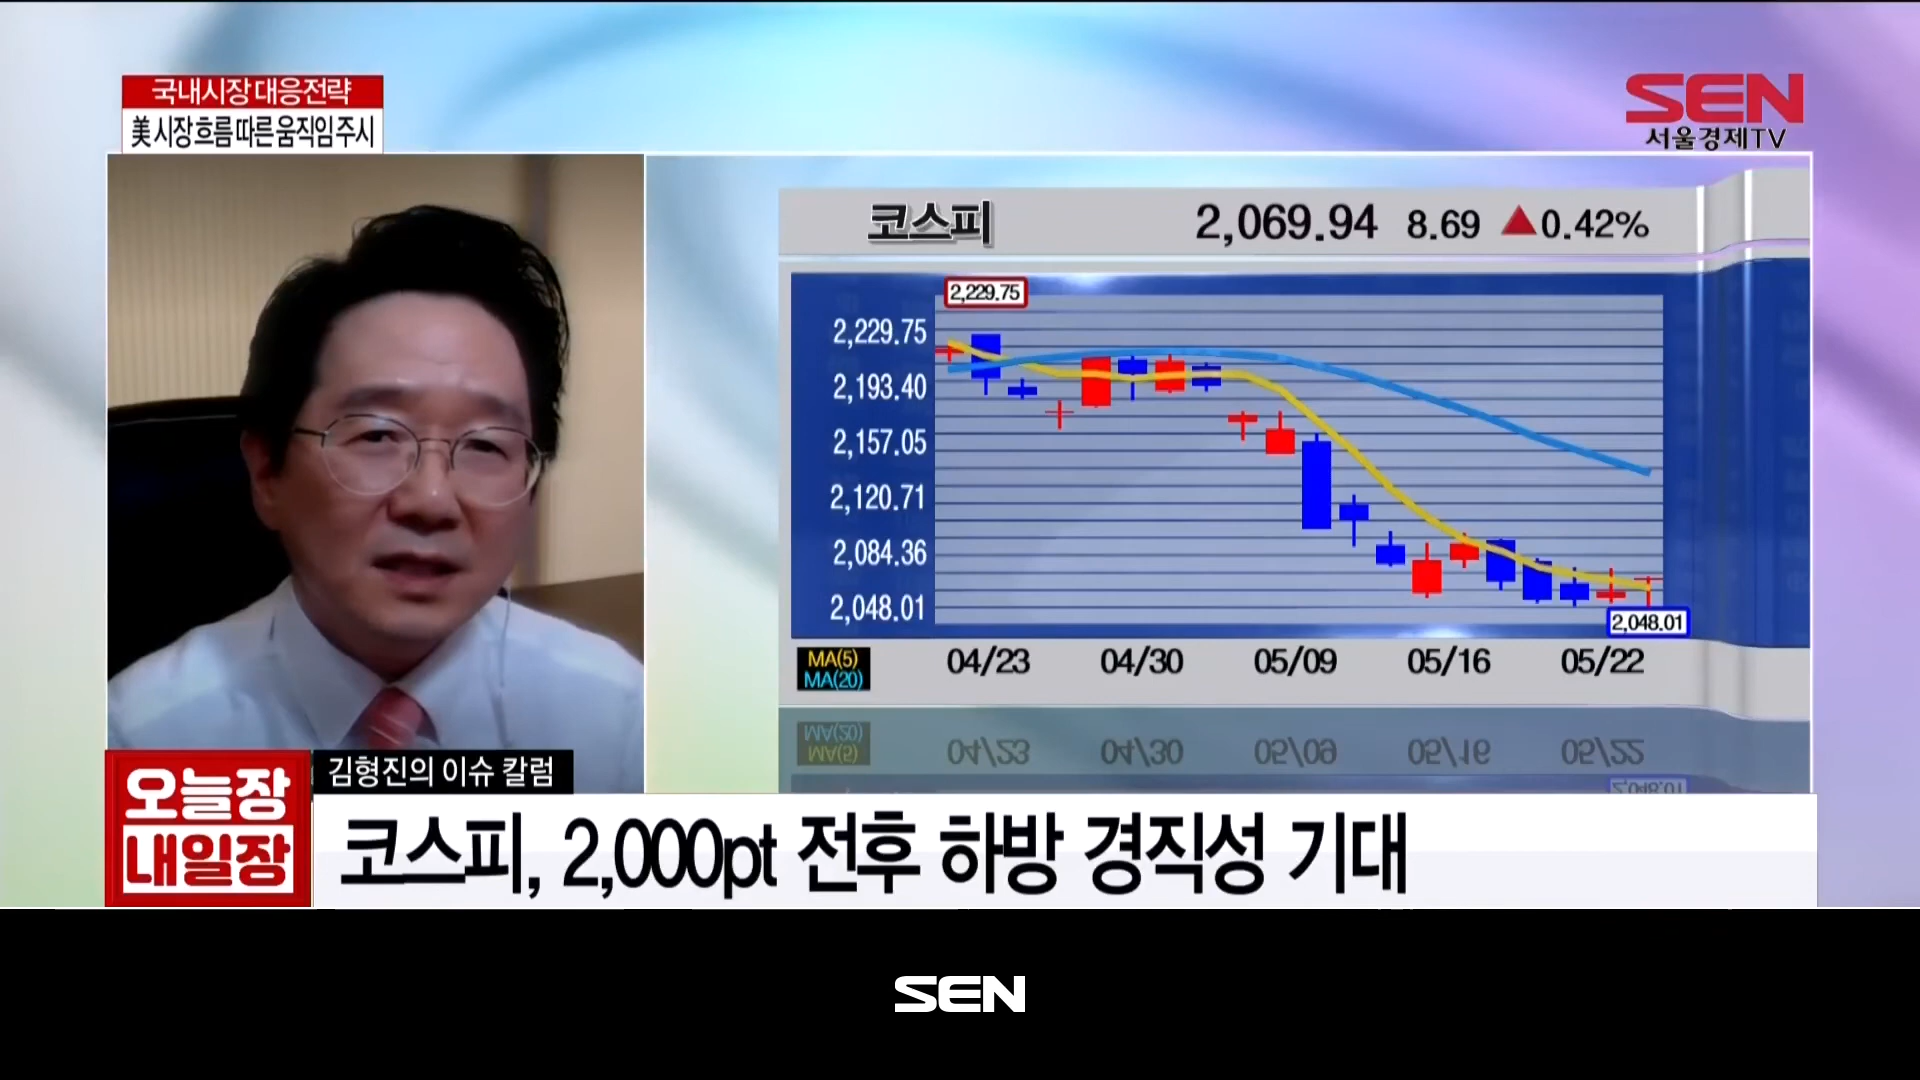 국내시장 대응전략
美 시장 흐름 따른 움직임 주시
SEN
서울경제TV
코스피 2,069.94 8.69 ▲0.42%
2,229.75
2,229.75
2,193.40
2,157.05
2,120.71
2,084.36
2,048.01
2,048.01
MA(5)
MA(20)
04/23 04/30 05/09 05/16 05/22
오늘장
내일장
김형진의 이슈 칼럼
코스피, 2,000pt 전후 하방 경직성 기대
SEN